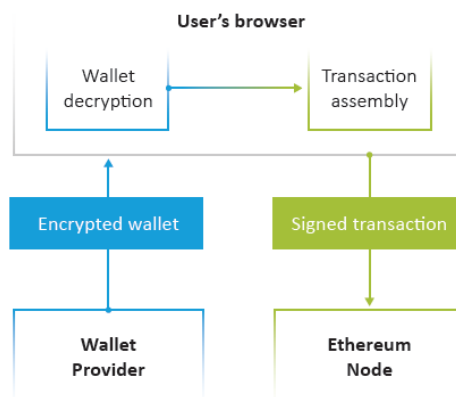 User’s browser
Wallet
decryption
Transaction
assembly
Encrypted wallet
Signed transaction
Wallet
Provider
Ethereum
Node